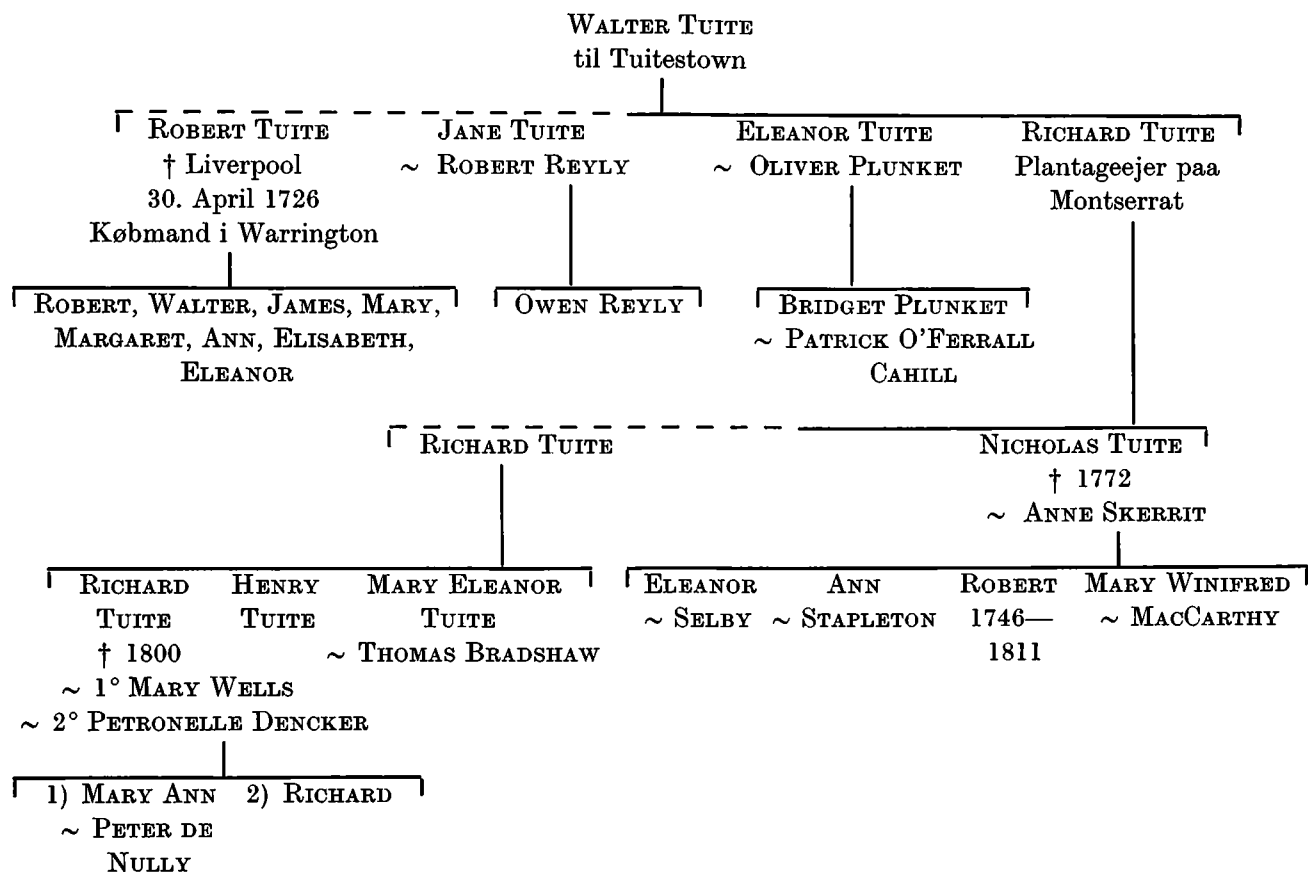 WALTER TUITE
til Tuitestown
ROBERT TUITE
† Liverpool
30. April 1726
Købmand i Warrington
JANE TUITE
~ ROBERT REYLY
ELEANOR TUITE
~ OLIVER PLUNKET
RICHARD TUITE
Plantageejer paa
Montserrat
ROBERT, WALTER, JAMES, MARY,
MARGARET, ANN, ELISABETH,
ELEANOR
OWEN REYLY
BRIDGET PLUNKET
~ PATRICK O'FERRALL
CAHILL
RICHARD TUITE
NICHOLAS TUITE
† 1772
~ ANNE SKERRIT
RICHARD
TUITE
† 1800
~ 1° MARY WELLS
~ 2° PETRONELLE DENCKER
HENRY
TUITE
MARY ELEANOR
TUITE
~ THOMAS BRADSHAW
ELEANOR
~ SELBY
ANN
~ STAPLETON
ROBERT
1746—
1811
MARY WINIFRED
~ MACCARTHY
1) MARY ANN
~ PETER DE
NULLY
2) RICHARD